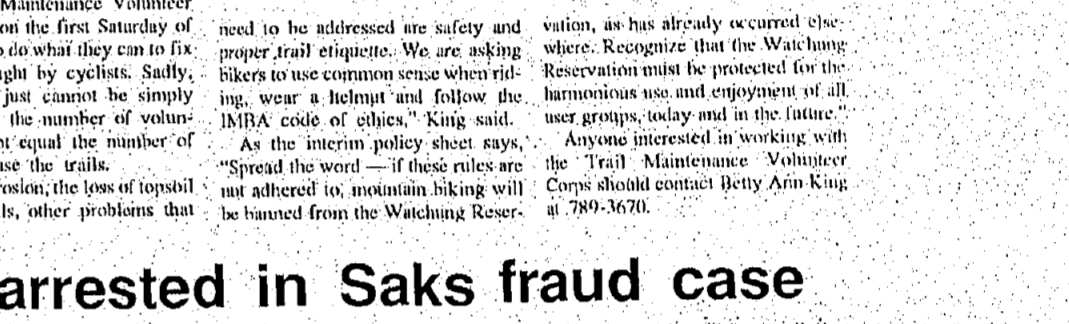 Maintenance Volunteer
on the first Saturday of
do what they can to fix
by cyclists. Sadly,
just cannot be simply
the number of volun-
equal the number of
the trails.
the loss of topsoil
other problems that
need to be addressed are safety and
proper trail etiquette. We are asking
bikers to use common sense when rid-
ing, wear a helmut and follow the
IMBA code of ethics," King said.
As the interim policy sheet says,
"Spread the word — if these rules are
not adhered to, mountain biking will
be banned from the Watchung Reser-
vation, as has already occurred else-
where. Recognize that the Watchung
Reservation must be protected for the
harmonious use and enjoyment of all
user groups, today and in the future."
Anyone interested in working with
the Trail Maintenance Volunteer
Corps should contact Betty Ann King
at 789-3670.
arrested in Saks fraud case